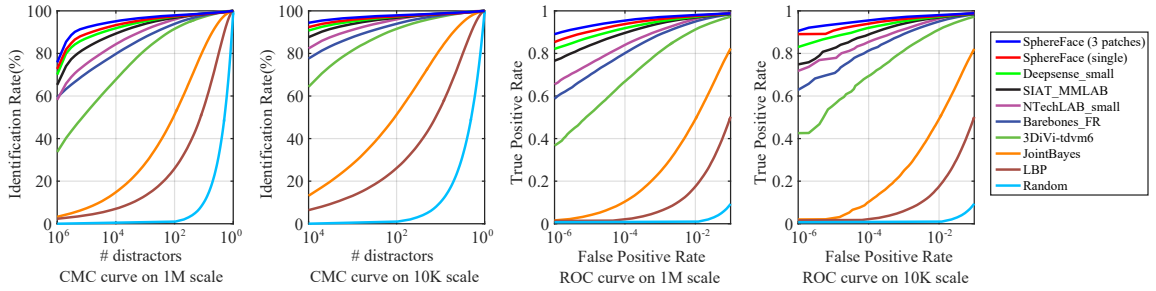 Identification Rate(%)
100
80
60
40
20
0
10^6
10^4
10^2
10^0
# distractors
CMC curve on 1M scale
Identification Rate(%)
100
80
60
40
20
0
10^4
10^2
10^0
# distractors
CMC curve on 10K scale
True Positive Rate
1
0.8
0.6
0.4
0.2
0
10^-6
10^-4
10^-2
False Positive Rate
ROC curve on 1M scale
True Positive Rate
1
0.8
0.6
0.4
0.2
0
10^-6
10^-4
10^-2
False Positive Rate
ROC curve on 10K scale
SphereFace (3 patches)
SphereFace (single)
Deepsense_small
SIAT_MMLAB
NTechLAB_small
Barebones_FR
3DiVi-tdvm6
JointBayes
LBP
Random